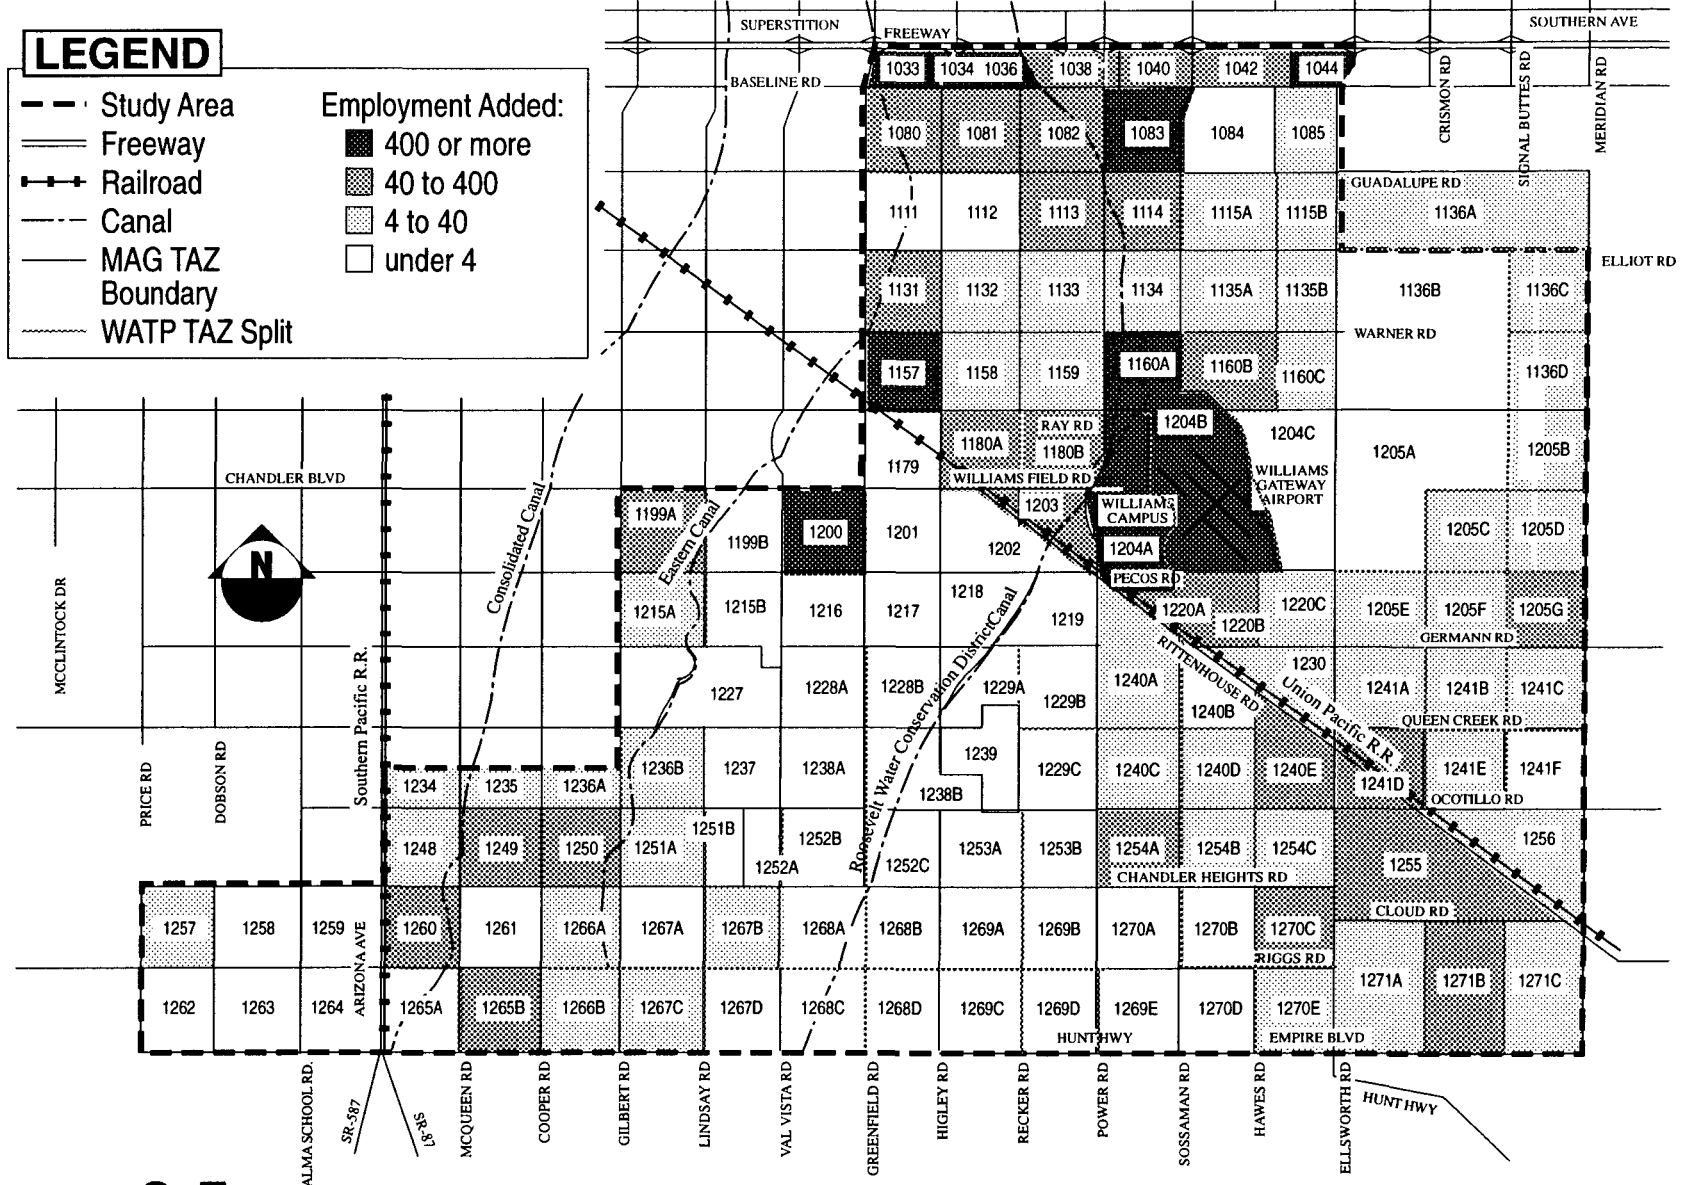 SUPERSTITION
FREEWAY
SOUTHERN AVE
LEGEND
Study Area
Freeway
Railroad
Canal
MAG TAZ
Boundary
WATP TAZ Split
Employment Added:
400 or more
40 to 400
4 to 40
under 4
BASELINE RD
1033
1034
1036
1038
1040
1042
1044
CRISMON RD
SIGNAL BUTTES RD
MERIDIAN RD
1080
1081
1082
1083
1084
1085
GUADALUPE RD
1111
1112
1113
1114
1115A
1115B
1136A
ELLIOT RD
1131
1132
1133
1134
1135A
1135B
1136B
1136C
WARNER RD
1157
1158
1159
1160A
1160B
1160C
1136D
RAY RD
1179
1180A
1180B
1204B
1204C
1205A
1205B
CHANDLER BLVD
WILLIAMS FIELD RD
WILLIAMS
GATEWAY
AIRPORT
1199A
Eastern Canal
1199B
1200
1201
1202
1203
WILLIAMS
CAMPUS
1204A
1205C
1205D
Consolidated Canal
N
PECOS RD
MCCLINTOCK DR
1215A
1215B
1216
1217
1218
1219
1220A
1220B
1220C
1205E
1205F
1205G
GERMANN RD
Southern Pacific R.R.
Roosevelt Water Conservation District Canal
RITTENHOUSE RD
Union Pacific R.R.
1227
1228A
1228B
1229A
1229B
1240A
1240B
1230
1241A
1241B
1241C
QUEEN CREEK RD
PRICE RD
DOBSON RD
1234
1235
1236A
1236B
1237
1238A
1238B
1239
1229C
1240C
1240D
1240E
1241D
1241E
1241F
OCOTILLO RD
1248
1249
1250
1251A
1251B
1252A
1252B
1252C
1253A
1253B
1254A
1254B
1254C
1255
1256
CHANDLER HEIGHTS RD
CLOUD RD
1257
1258
1259
ARIZONA AVE
1260
1261
1266A
1267A
1267B
1268A
1268B
1269A
1269B
1270A
1270B
1270C
RIGGS RD
1262
1263
1264
1265A
1265B
1266B
1267C
1267D
1268C
1268D
1269C
1269D
1269E
1270D
1270E
1271A
1271B
1271C
HUNT HWY
EMPIRE BLVD
ALMA SCHOOL RD.
SR-587
SR-87
MCQUEEN RD
COOPER RD
GILBERT RD
LINDSAY RD
VAL VISTA RD
GREENFIELD RD
HIGLEY RD
RECKER RD
POWER RD
SOSSAMAN RD
HAWES RD
ELLSWORTH RD
HUNT HWY